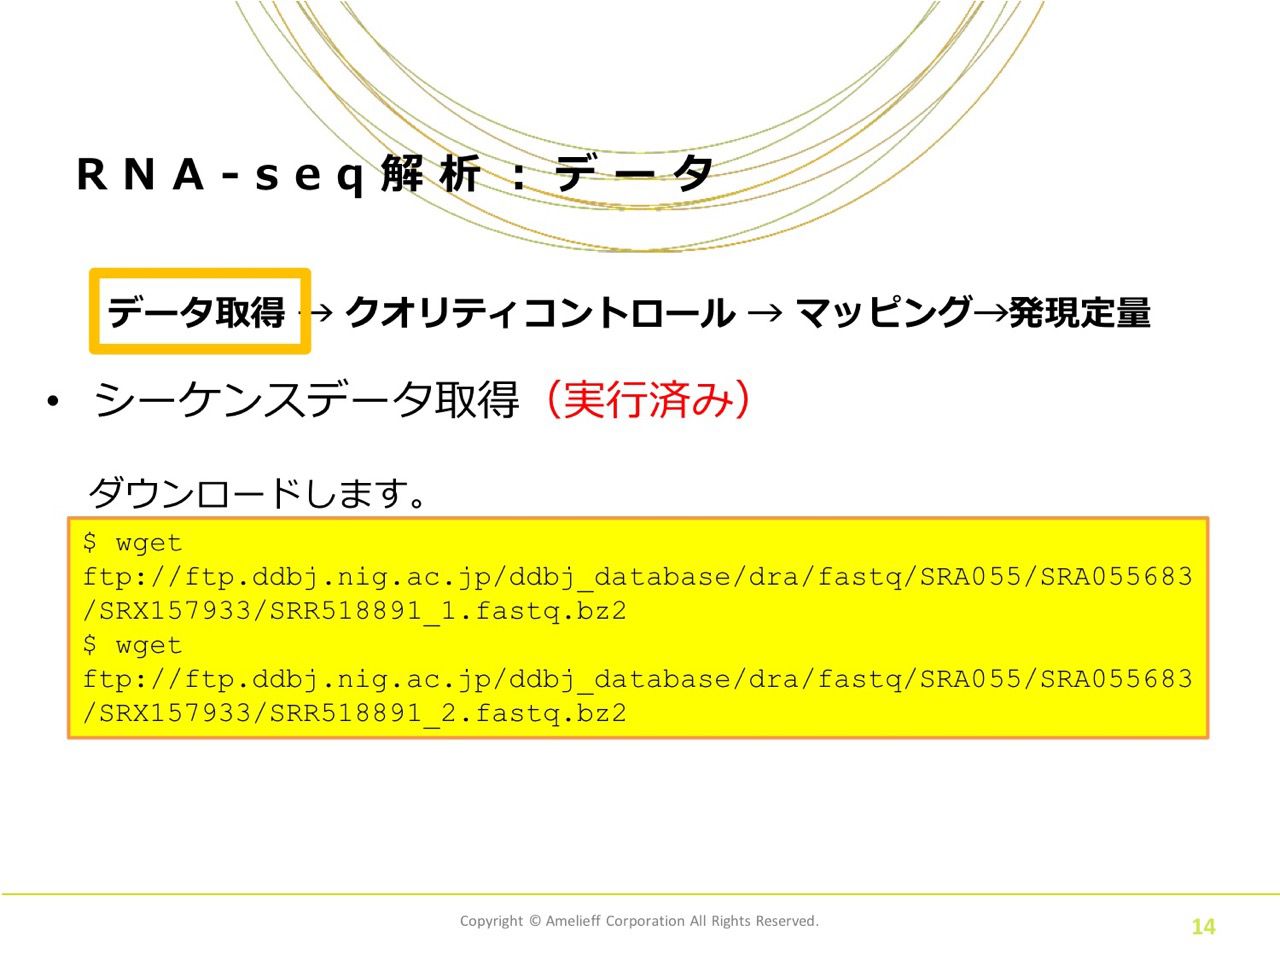 RNA-seq解析：データ
データ取得 → クオリティコントロール → マッピング→発現定量
• シーケンスデータ取得（実行済み）
ダウンロードします。
$ wget
ftp://ftp.ddbj.nig.ac.jp/ddbj_database/dra/fastq/SRA055/SRA055683
/SRX157933/SRR518891_1.fastq.bz2
$ wget
ftp://ftp.ddbj.nig.ac.jp/ddbj_database/dra/fastq/SRA055/SRA055683
/SRX157933/SRR518891_2.fastq.bz2
Copyright © Amelieff Corporation All Rights Reserved.
14